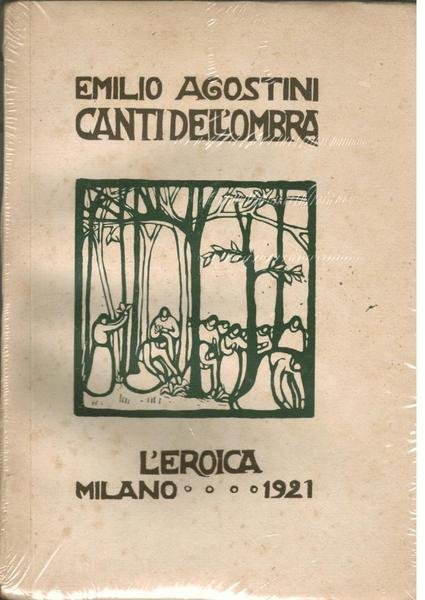 EMILIO AGOSTINI
CANTI DELL'OMBRA
L'EROICA
MILANO · · · · 1921